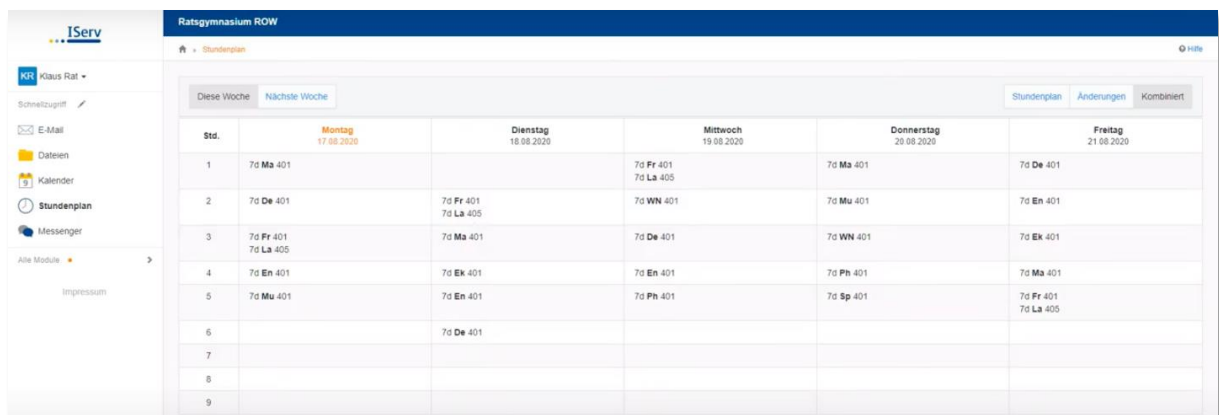 IServ
Ratsgymnasium ROW
Stundenplan
Hilfe
KR Klaus Rat
Schnellzugriff
E-Mail
Dateien
9 Kalender
Stundenplan
Messenger
Alle Module
Impressum
Diese Woche Nächste Woche Stundenplan Änderungen Kombiniert
Std. Montag Dienstag Mittwoch Donnerstag Freitag
17.08.2020 18.08.2020 19.08.2020 20.08.2020 21.08.2020
1 7d Ma 401 7d Fr 401 7d Ma 401 7d De 401
7d La 405
2 7d De 401 7d Fr 401 7d WN 401 7d Mu 401 7d En 401
7d La 405
3 7d Fr 401 7d Ma 401 7d De 401 7d WN 401 7d Ek 401
7d La 405
4 7d En 401 7d Ek 401 7d En 401 7d Ph 401 7d Ma 401
5 7d Mu 401 7d En 401 7d Ph 401 7d Sp 401 7d Fr 401
7d La 405
6 7d De 401
7
8
9